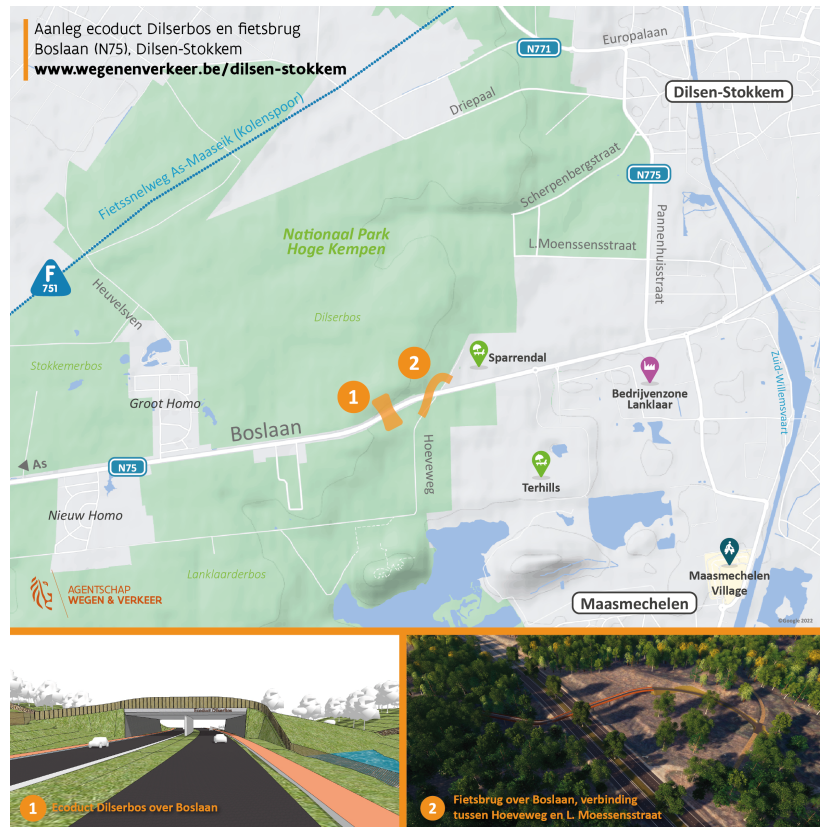 Aanleg ecoduct Dilserbos en fietsbrug
Boslaan (N75), Dilsen-Stokkem
www.wegenenverkeer.be/dilsen-stokkem
Europalaan
N771
Dilsen-Stokkem
Driepaal
Fietssnelweg As-Maaseik (Kolenspoor)
Scherpenbergstraat
N775
Nationaal Park
Hoge Kempen
L.Moenssensstraat
Pannenhuisstraat
F
751
Heuvelsven
Dilserbos
Stokkemerbos
2
Sparrendal
Zuid-Willemsvaart
Bedrijvenzone
Lanklaar
1
Groot Homo
Boslaan
As
N75
Hoeveweg
Terhills
Nieuw Homo
Lanklaarderbos
Maasmechelen
Village
AGENTSCHAP
WEGEN & VERKEER
Maasmechelen
©Google 2022
Ecoduct Dilserbos
1 Ecoduct Dilserbos over Boslaan
2 Fietsbrug over Boslaan, verbinding
tussen Hoeveweg en L. Moessensstraat